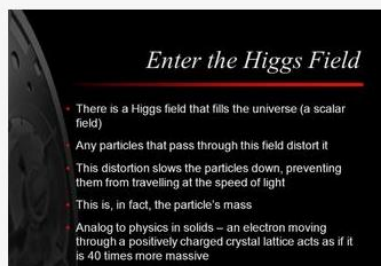 Enter the Higgs Field
There is a Higgs field that fills the universe (a scalar
field)
Any particles that pass through this field distort it
This distortion slows the particles down, preventing
them from travelling at the speed of light
This is, in fact, the particle's mass
Analog to physics in solids – an electron moving
through a positively charged crystal lattice acts as if it
is 40 times more massive